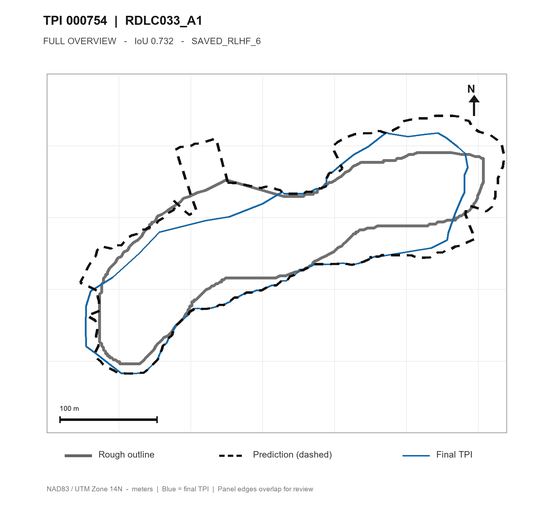 TPI 000754 | RDLC033_A1
FULL OVERVIEW - IoU 0.732 - SAVED_RLHF_6
N
100 m
Rough outline
Prediction (dashed)
Final TPI
NAD83 / UTM Zone 14N - meters | Blue = final TPI | Panel edges overlap for review